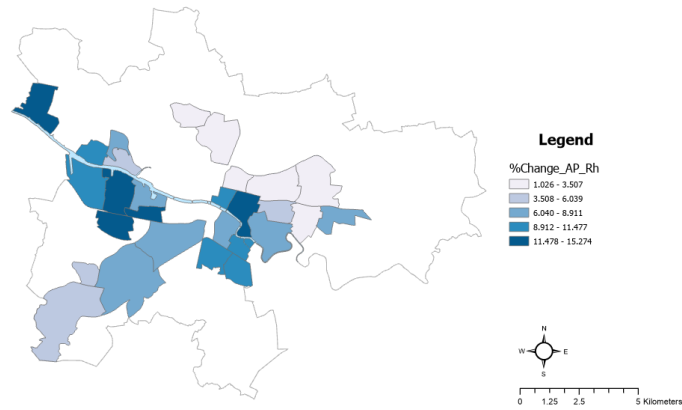 Legend
%Change_AP_Rh
1.026 - 3.507
3.508 - 6.039
6.040 - 8.911
8.912 - 11.477
11.478 - 15.274
N
W E
S
0 1.25 2.5 5 Kilometers